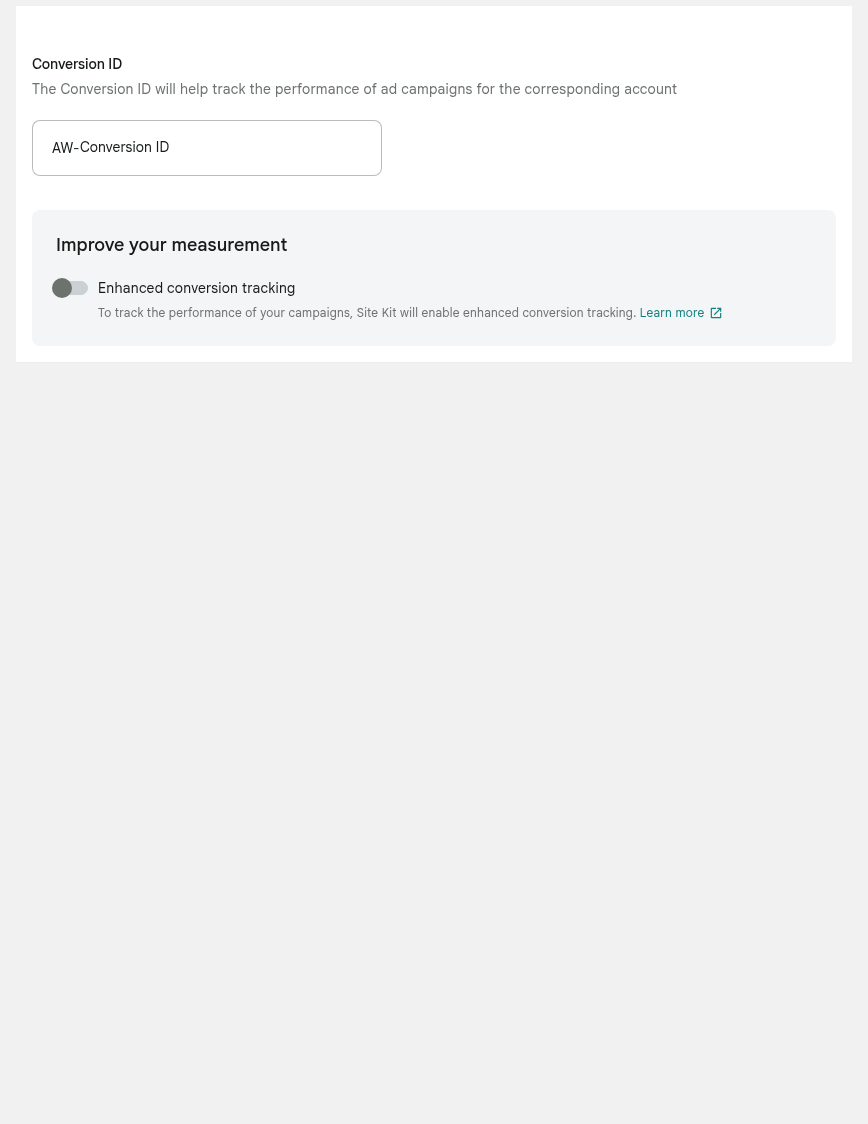 Conversion ID
The Conversion ID will help track the performance of ad campaigns for the corresponding account
AW-Conversion ID
Improve your measurement
Enhanced conversion tracking
To track the performance of your campaigns, Site Kit will enable enhanced conversion tracking. Learn more